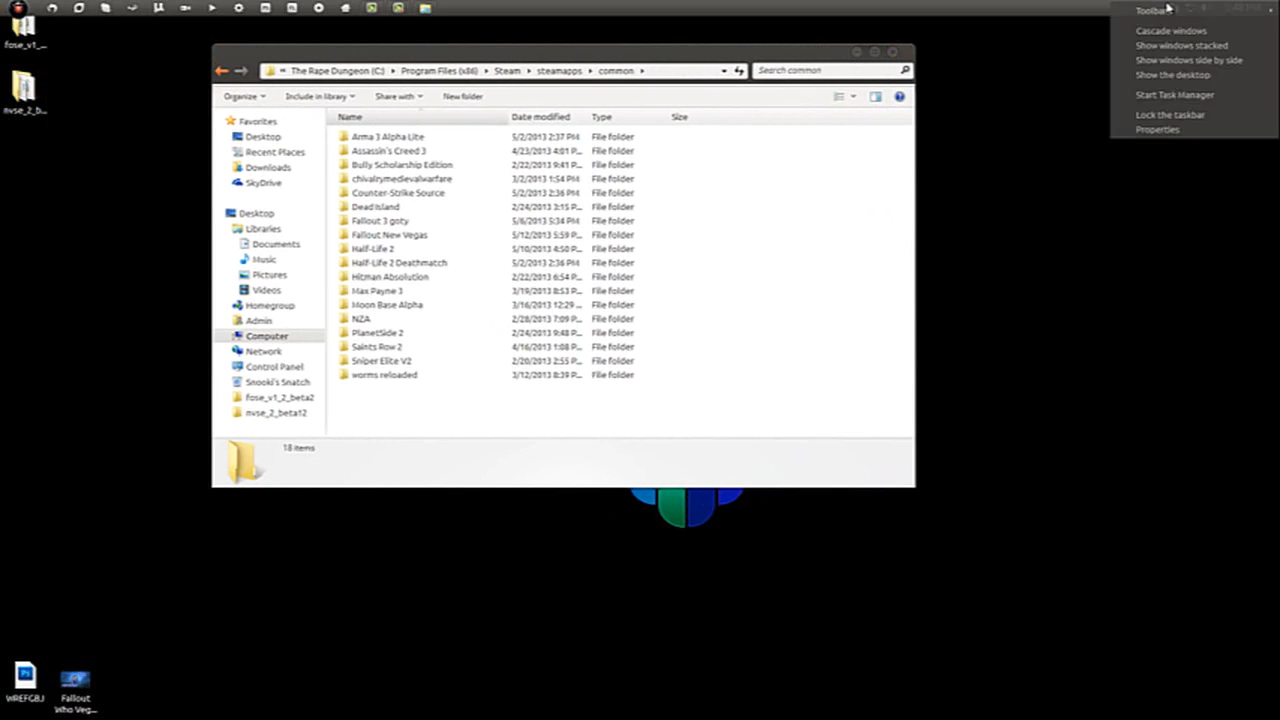 Toolbars
Cascade windows
Show windows stacked
Show windows side by side
Show the desktop
Start Task Manager
Lock the taskbar
Properties
fose_v1_...
nvse_2_b...
« The Rape Dungeon (C:) ▸ Program Files (x86) ▸ Steam ▸ steamapps ▸ common ▸
Search common
Organize
Include in library
Share with
New folder
Name Date modified Type Size
Favorites
Desktop
Recent Places
Downloads
SkyDrive
Desktop
Libraries
Documents
Music
Pictures
Videos
Homegroup
Admin
Computer
Network
Control Panel
Snooki's Snatch
fose_v1_2_beta2
nvse_2_beta12
Arma 3 Alpha Lite 5/2/2013 2:37 PM File folder
Assassin's Creed 3 4/23/2013 4:01 P... File folder
Bully Scholarship Edition 2/22/2013 9:41 P... File folder
chivalrymedievalwarfare 3/2/2013 1:54 PM File folder
Counter-Strike Source 5/2/2013 2:36 PM File folder
Dead Island 2/24/2013 3:15 P... File folder
Fallout 3 goty 5/6/2013 5:34 PM File folder
Fallout New Vegas 5/12/2013 5:59 P... File folder
Half-Life 2 5/10/2013 4:50 P... File folder
Half-Life 2 Deathmatch 5/2/2013 2:36 PM File folder
Hitman Absolution 2/22/2013 6:54 P... File folder
Max Payne 3 3/19/2013 8:53 P... File folder
Moon Base Alpha 3/16/2013 12:29 ... File folder
NZA 2/28/2013 7:09 P... File folder
PlanetSide 2 2/24/2013 9:48 P... File folder
Saints Row 2 4/16/2013 1:08 P... File folder
Sniper Elite V2 2/20/2013 2:55 P... File folder
worms reloaded 3/12/2013 8:39 P... File folder
18 items
WREFGBJ
Fallout
Who Veg...